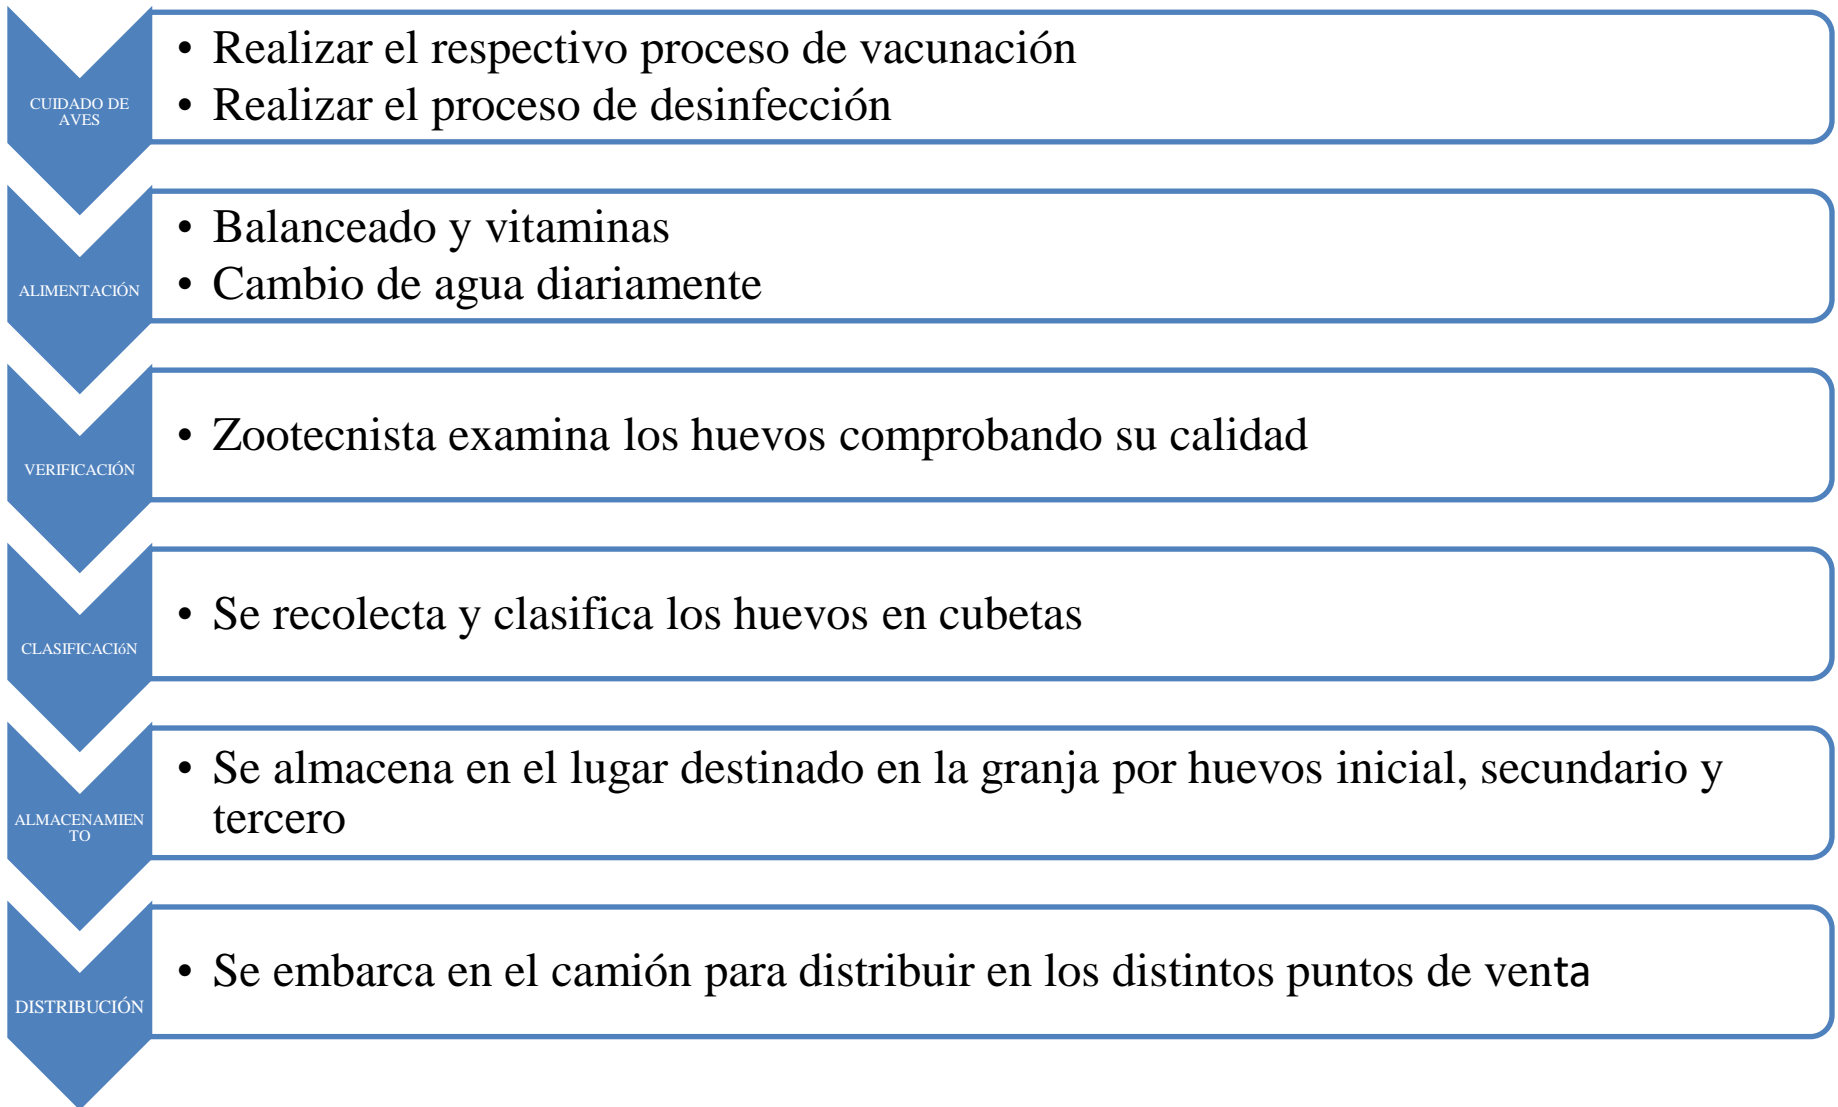 CUIDADO DE
AVES
• Realizar el respectivo proceso de vacunación
• Realizar el proceso de desinfección
ALIMENTACIÓN
• Balanceado y vitaminas
• Cambio de agua diariamente
VERIFICACIÓN
• Zootecnista examina los huevos comprobando su calidad
CLASIFICACIóN
• Se recolecta y clasifica los huevos en cubetas
ALMACENAMIEN
TO
• Se almacena en el lugar destinado en la granja por huevos inicial, secundario y
tercero
DISTRIBUCIÓN
• Se embarca en el camión para distribuir en los distintos puntos de venta